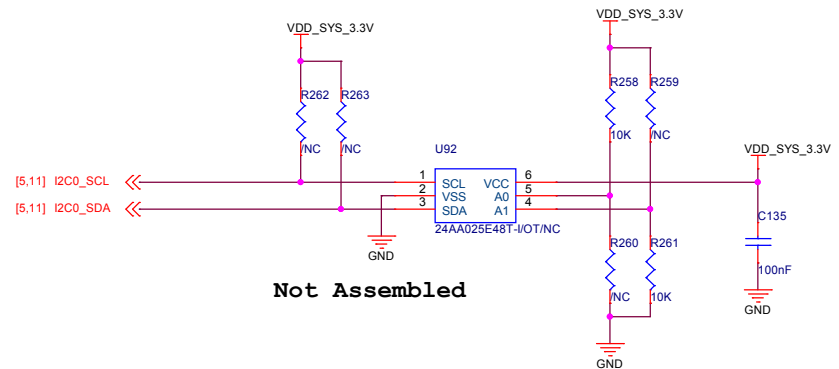 VDD_SYS_3.3V
VDD_SYS_3.3V
R262 R263
/NC /NC
R258 R259
10K /NC
VDD_SYS_3.3V
U92
[5,11] I2C0_SCL
[5,11] I2C0_SDA
1 SCL VCC 6
2 VSS A0 5
3 SDA A1 4
24AA025E48T-I/OT/NC
GND
R260 R261
/NC 10K
C135
100nF
GND
Not Assembled
GND